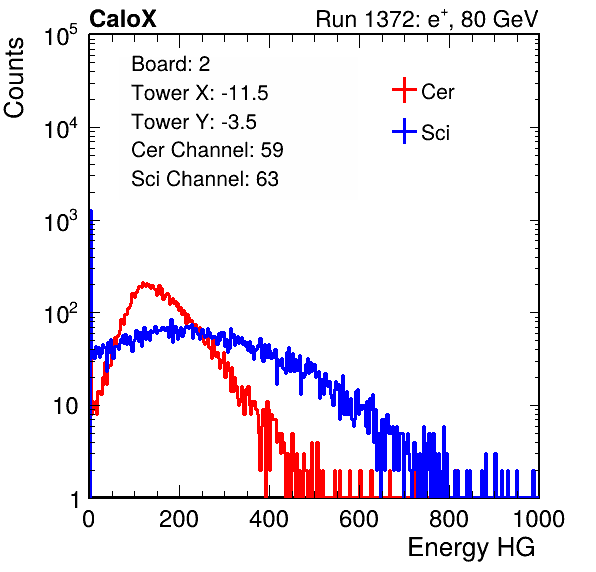 CaloX Run 1372: e⁺, 80 GeV
Counts
10⁵
10⁴
10³
10²
10
1
Board: 2
Tower X: -11.5
Tower Y: -3.5
Cer Channel: 59
Sci Channel: 63
Cer
Sci
0 200 400 600 800 1000
Energy HG